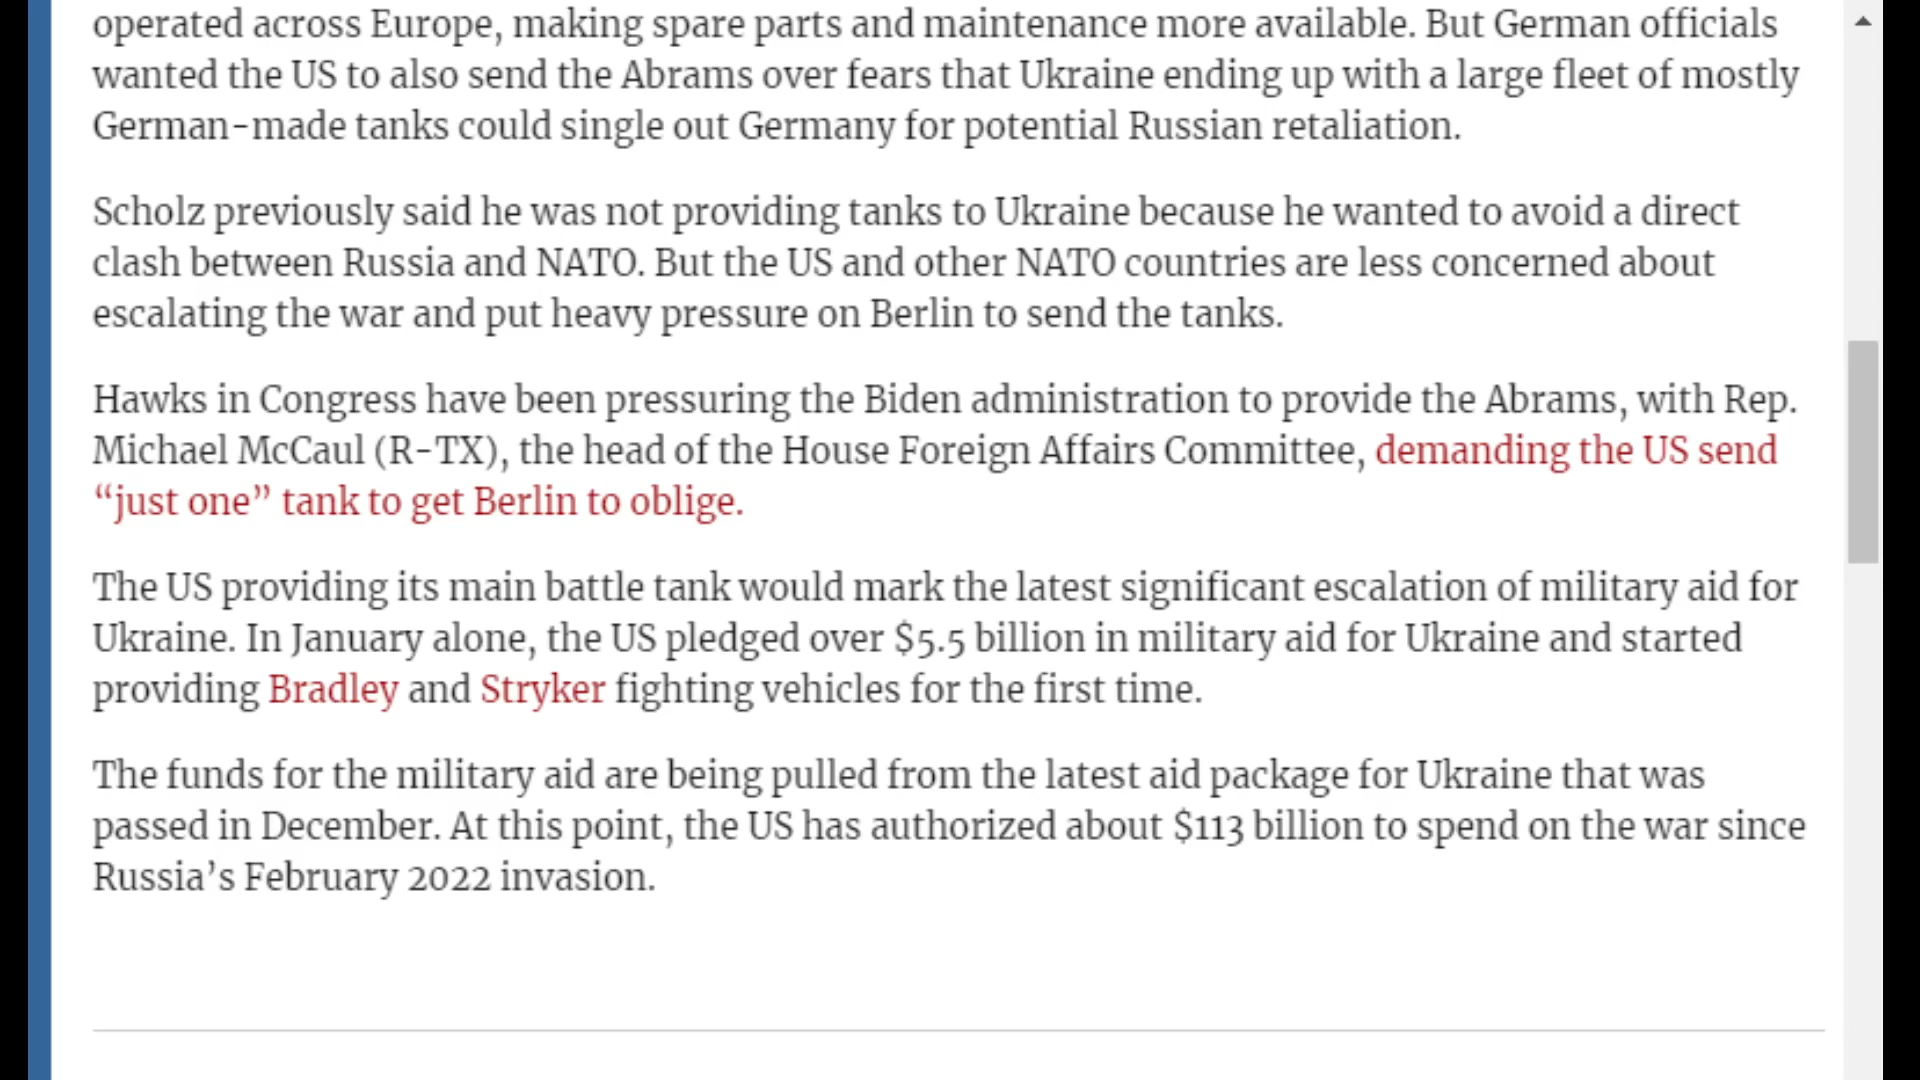 operated across Europe, making spare parts and maintenance more available. But German officials
wanted the US to also send the Abrams over fears that Ukraine ending up with a large fleet of mostly
German-made tanks could single out Germany for potential Russian retaliation.
Scholz previously said he was not providing tanks to Ukraine because he wanted to avoid a direct
clash between Russia and NATO. But the US and other NATO countries are less concerned about
escalating the war and put heavy pressure on Berlin to send the tanks.
Hawks in Congress have been pressuring the Biden administration to provide the Abrams, with Rep.
Michael McCaul (R-TX), the head of the House Foreign Affairs Committee, demanding the US send
“just one” tank to get Berlin to oblige.
The US providing its main battle tank would mark the latest significant escalation of military aid for
Ukraine. In January alone, the US pledged over $5.5 billion in military aid for Ukraine and started
providing Bradley and Stryker fighting vehicles for the first time.
The funds for the military aid are being pulled from the latest aid package for Ukraine that was
passed in December. At this point, the US has authorized about $113 billion to spend on the war since
Russia’s February 2022 invasion.